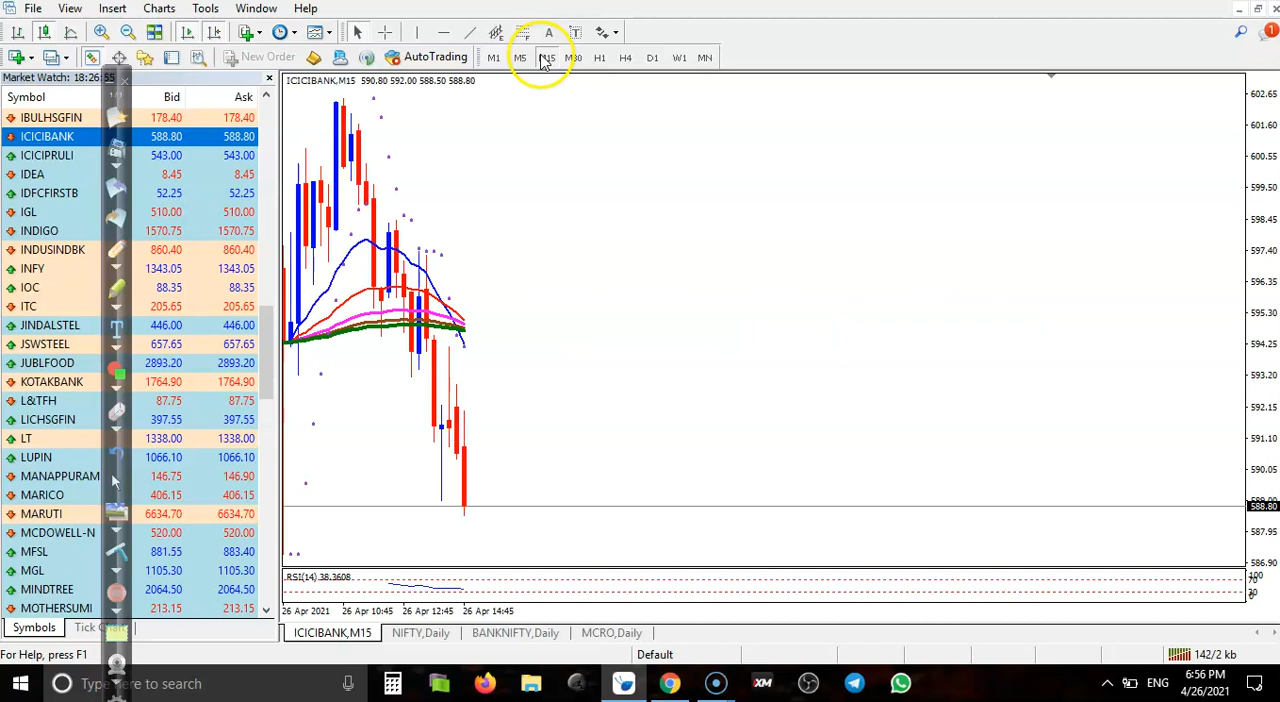 File View Insert Charts Tools Window Help
New Order AutoTrading M1 M5 M15 M30 H1 H4 D1 W1 MN
Market Watch: 18:26:55
Symbol Bid Ask
IBULHSGFIN 178.40 178.40
ICICIBANK 588.80 588.80
ICICIPRULI 543.00 543.00
IDEA 8.45 8.45
IDFCFIRSTB 52.25 52.25
IGL 510.00 510.00
INDIGO 1570.75 1570.75
INDUSINDBK 860.40 860.40
INFY 1343.05 1343.05
IOC 88.35 88.35
ITC 205.65 205.65
JINDALSTEL 446.00 446.00
JSWSTEEL 657.65 657.65
JUBLFOOD 2893.20 2893.20
KOTAKBANK 1764.90 1764.90
L&TFH 87.75 87.75
LICHSGFIN 397.55 397.55
LT 1338.00 1338.00
LUPIN 1066.10 1066.10
MANAPPURAM 146.75 146.90
MARICO 406.15 406.15
MARUTI 6634.70 6634.70
MCDOWELL-N 520.00 520.00
MFSL 881.55 883.40
MGL 1105.30 1105.30
MINDTREE 2064.50 2064.50
MOTHERSUMI 213.15 213.15
Symbols
ICICIBANK,M15 590.80 592.00 588.50 588.80
602.65
601.60
600.55
599.50
598.45
597.40
596.35
595.30
594.25
593.20
592.15
591.10
590.05
588.80
587.95
586.90
RSI(14) 38.3608
100
70
30
26 Apr 2021 26 Apr 10:45 26 Apr 12:45 26 Apr 14:45
ICICIBANK,M15 NIFTY,Daily BANKNIFTY,Daily MCRO,Daily
For Help, press F1 Default 142/2 kb
Type here to search
XM
ENG
6:56 PM
4/26/2021